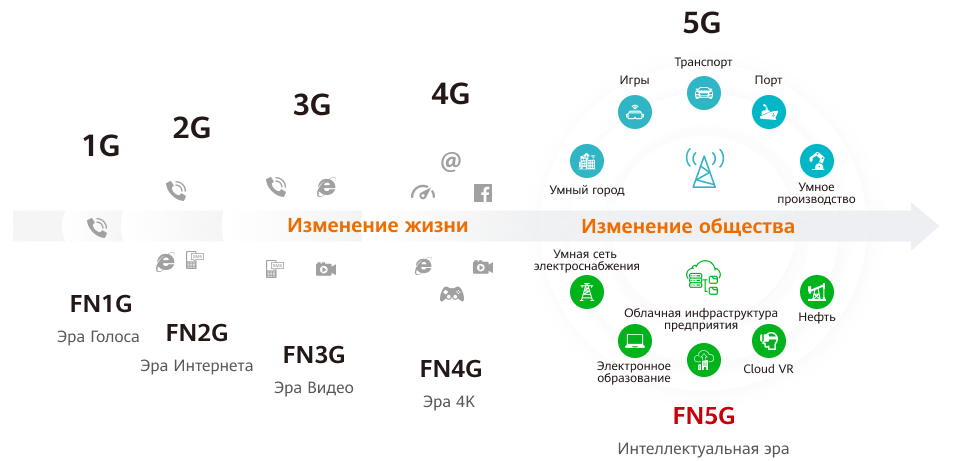 5G
4G
3G
2G
1G
Транспорт
Игры
Порт
Умный город
Умное
производство
@
SMS
Изменение жизни
Изменение общества
Умная сеть
электроснабжения
SMS
Облачная инфраструктура
предприятия
Нефть
Электронное
образование
Cloud VR
FN1G
Эра Голоса
FN2G
Эра Интернета
FN3G
Эра Видео
FN4G
Эра 4K
FN5G
Интеллектуальная эра